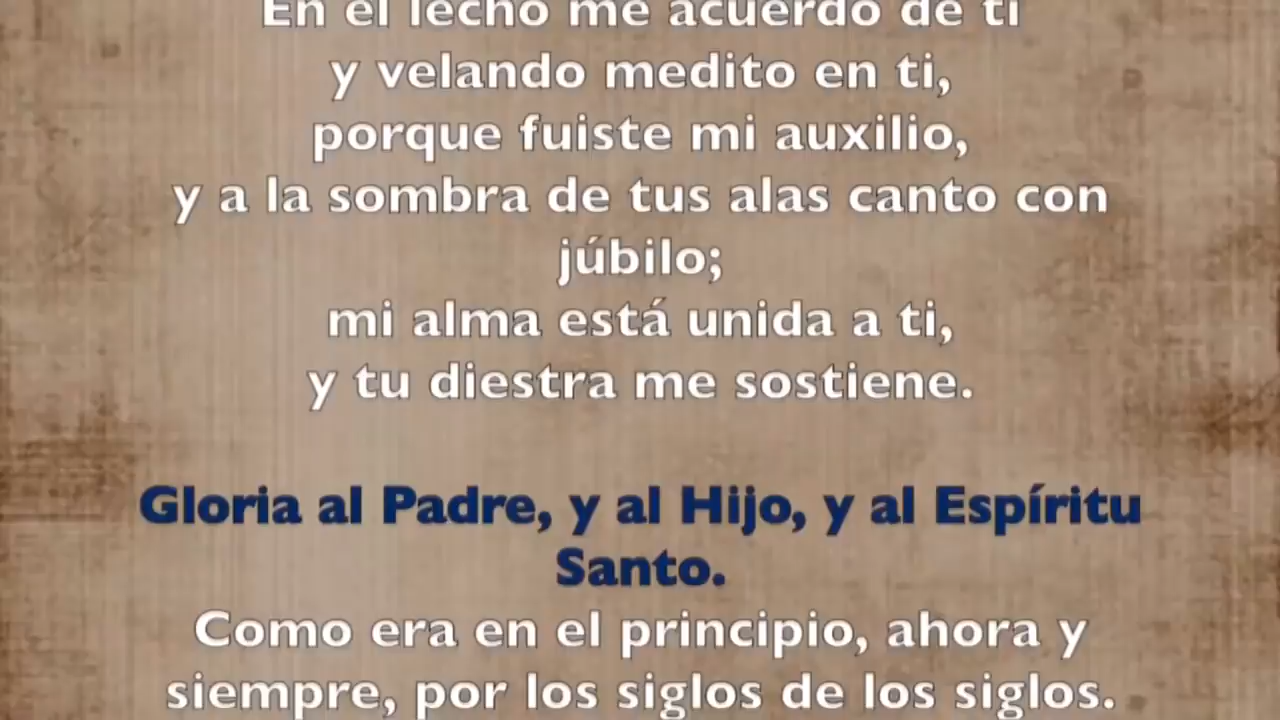 En el lecho me acuerdo de ti
y velando medito en ti,
porque fuiste mi auxilio,
y a la sombra de tus alas canto con
júbilo;
mi alma está unida a ti,
y tu diestra me sostiene.
Gloria al Padre, y al Hijo, y al Espíritu
Santo.
Como era en el principio, ahora y
siempre, por los siglos de los siglos.